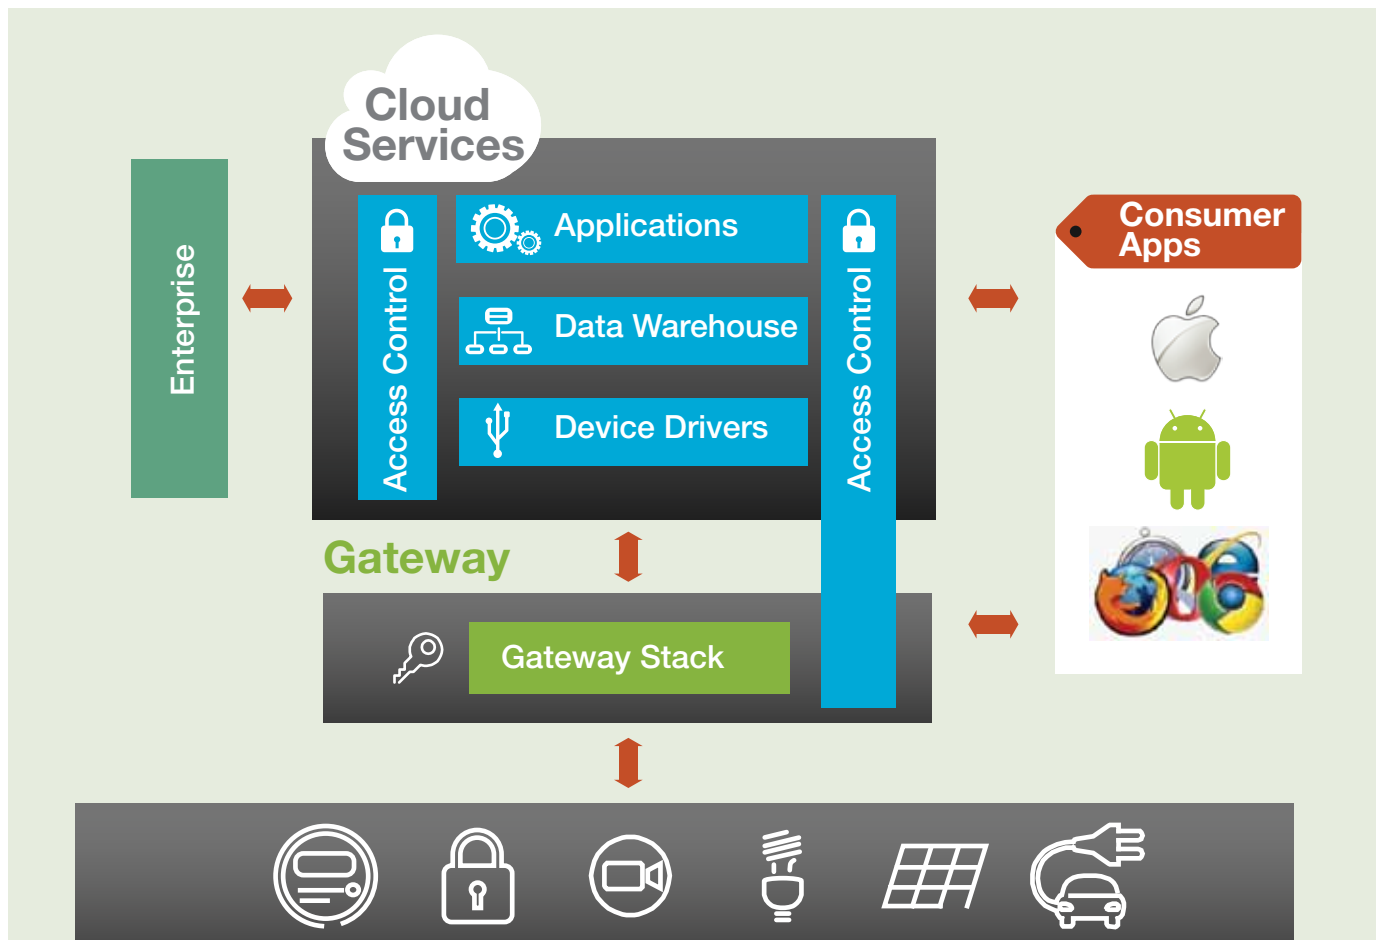 Cloud
Services
Enterprise
Access Control
Applications
Data Warehouse
Device Drivers
Access Control
Consumer
Apps
Gateway
Gateway Stack